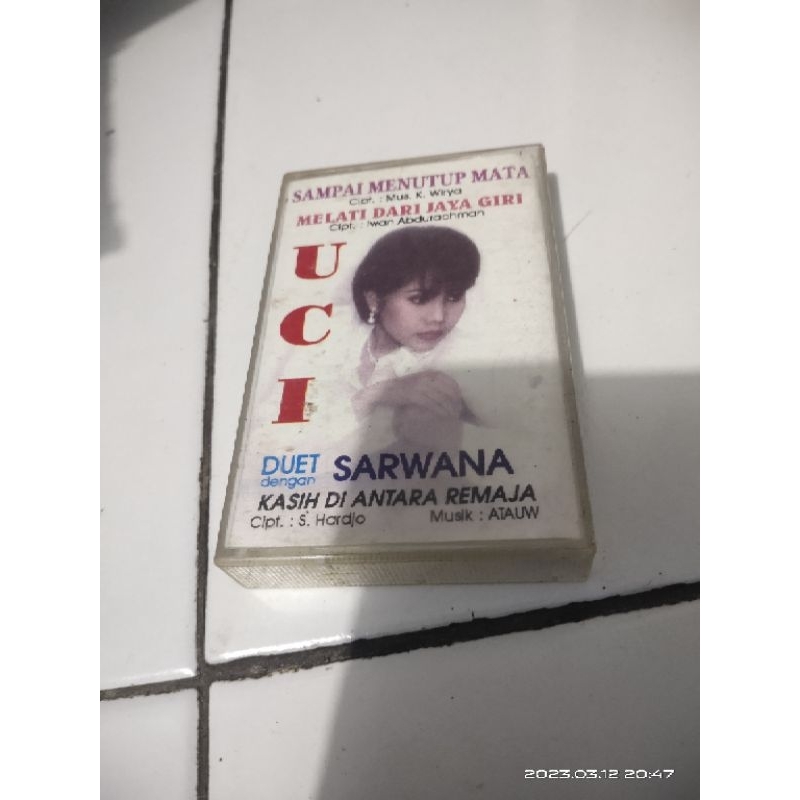 SAMPAI MENUTUP MATA
Cipt. : Mus. K. Wirya
MELATI DARI JAYA GIRI
Cipt. : Iwan Abdurachman
U
C
I
DUET dengan SARWANA
KASIH DI ANTARA REMAJA
Cipt. : S. Hardjo Musik : ATAUW
2023.03.12 20:47